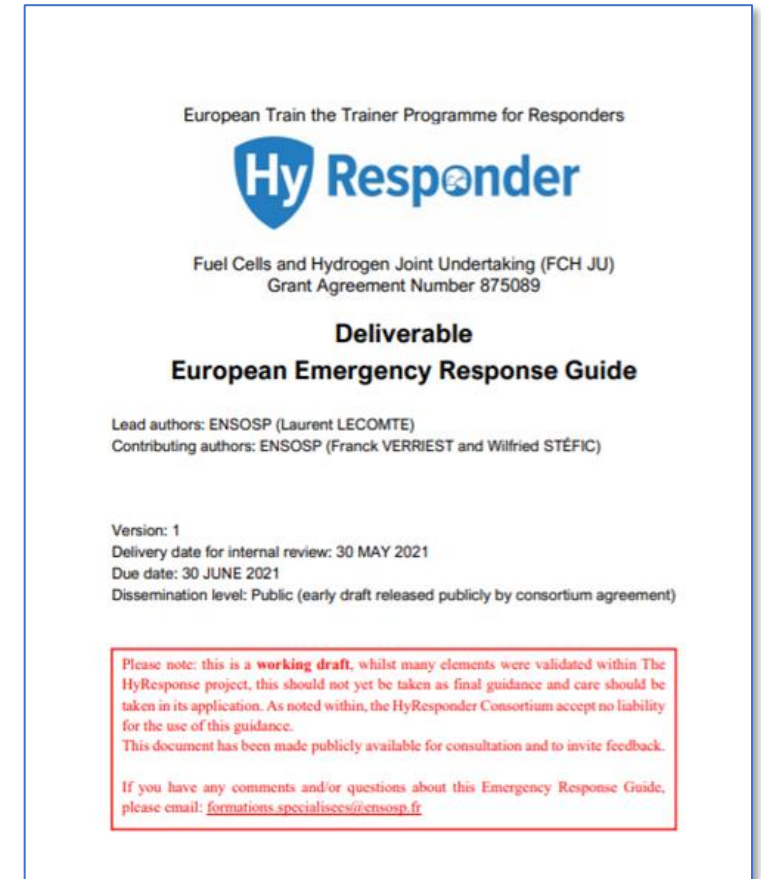 European Train the Trainer Programme for Responders
Hy Responder
Fuel Cells and Hydrogen Joint Undertaking (FCH JU)
Grant Agreement Number 875089
Deliverable
European Emergency Response Guide
Lead authors: ENSOSP (Laurent LECOMTE)
Contributing authors: ENSOSP (Franck VERRIEST and Wilfried STÉFIC)
Version: 1
Delivery date for internal review: 30 MAY 2021
Due date: 30 JUNE 2021
Dissemination level: Public (early draft released publicly by consortium agreement)
Please note: this is a working draft, whilst many elements were validated within The
HyResponse project, this should not yet be taken as final guidance and care should be
taken in its application. As noted within, the HyResponder Consortium accept no liability
for the use of this guidance.
This document has been made publicly available for consultation and to invite feedback.
If you have any comments and/or questions about this Emergency Response Guide,
please email: formations.specialisees@ensosp.fr